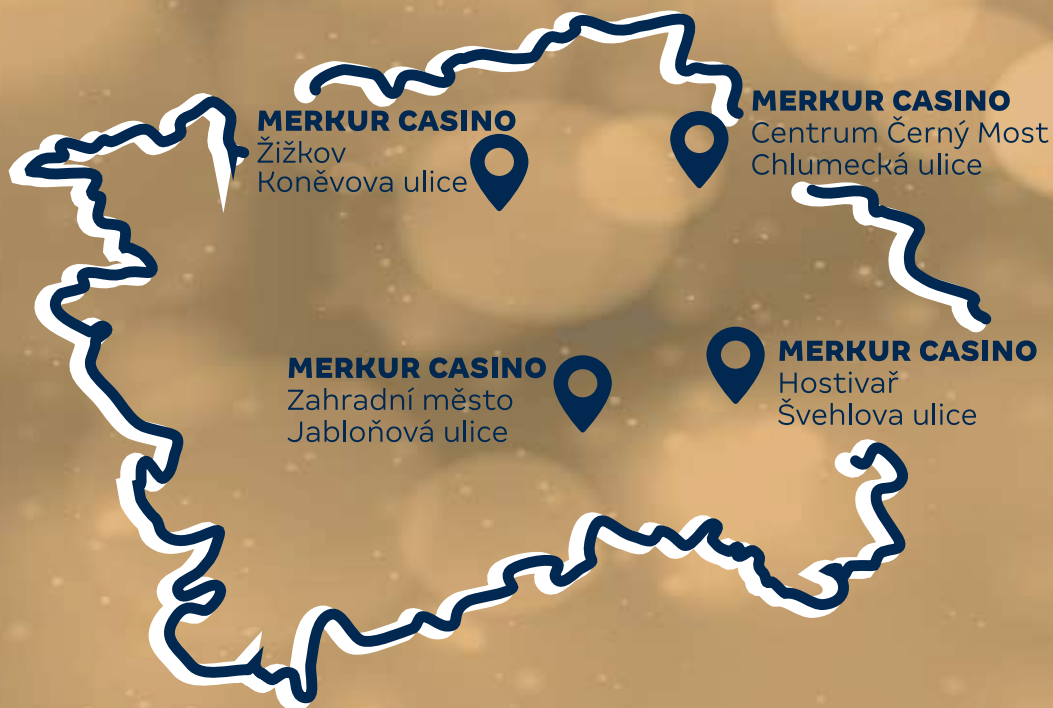 MERKUR CASINO
Žižkov
Koněvova ulice
MERKUR CASINO
Centrum Černý Most
Chlumecká ulice
MERKUR CASINO
Zahradní město
Jabloňová ulice
MERKUR CASINO
Hostivař
Švehlova ulice